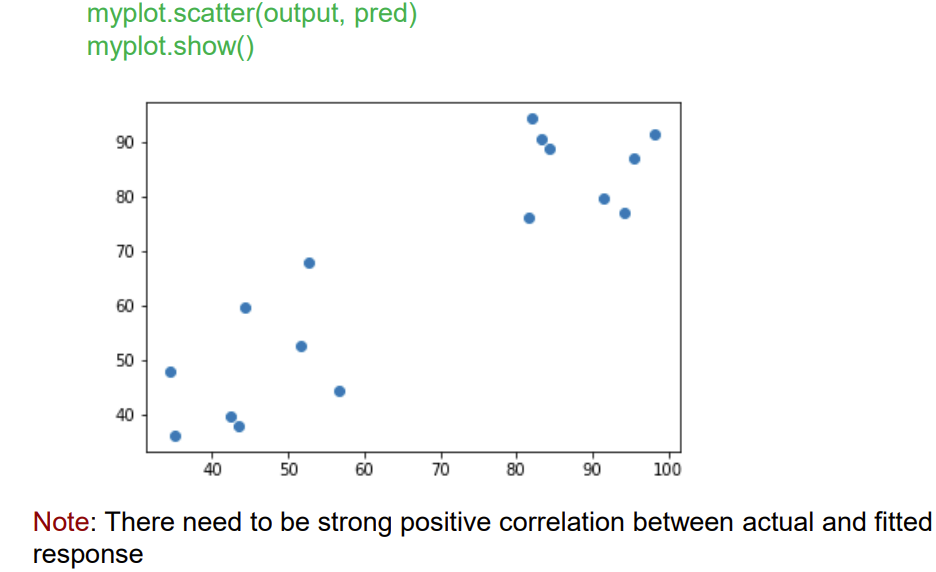 myplot.scatter(output, pred)
myplot.show()
90
80
70
60
50
40
40 50 60 70 80 90 100
Note: There need to be strong positive correlation between actual and fitted
response